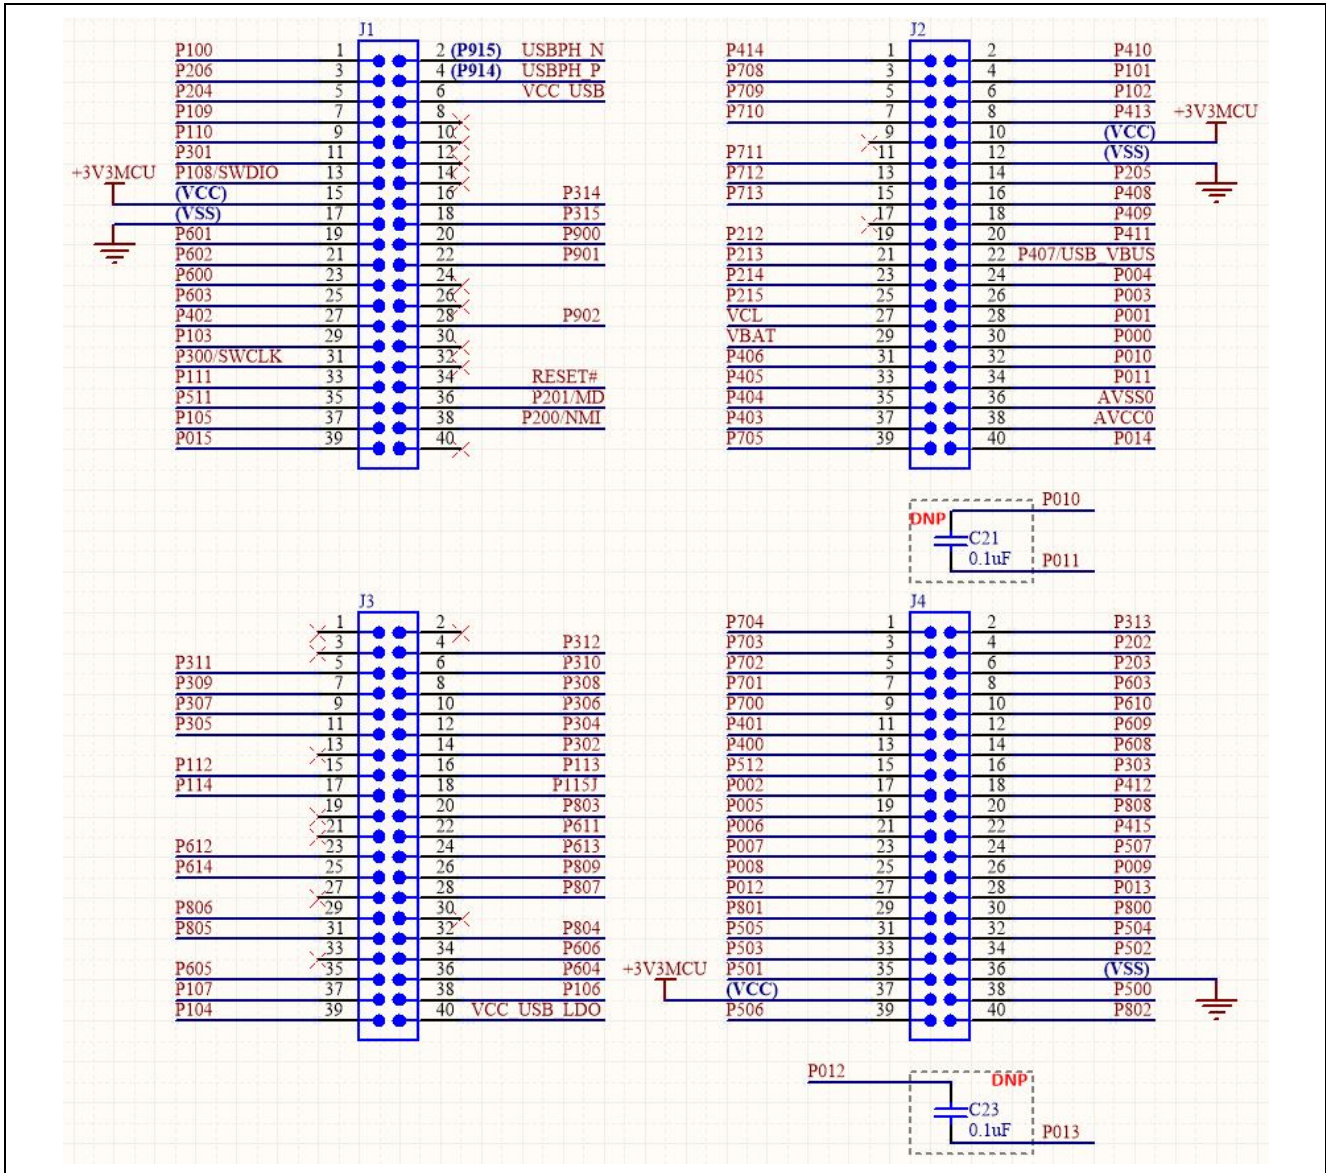 J1
P100 1 2 (P915) USBPH_N
P206 3 4 (P914) USBPH_P
P204 5 6 VCC_USB
P109 7 8
P110 9 10
P301 11 12
+3V3MCU P108/SWDIO 13 14
(VCC) 15 16 P314
(VSS) 17 18 P315
P601 19 20 P900
P602 21 22 P901
P600 23 24
P603 25 26
P402 27 28 P902
P103 29 30
P300/SWCLK 31 32
P111 33 34 RESET#
P511 35 36 P201/MD
P105 37 38 P200/NMI
P015 39 40
J2
P414 1 2 P410
P708 3 4 P101
P709 5 6 P102
P710 7 8 P413 +3V3MCU
9 10 (VCC)
P711 11 12 (VSS)
P712 13 14 P205
P713 15 16 P408
17 18 P409
P212 19 20 P411
P213 21 22 P407/USB_VBUS
P214 23 24 P004
P215 25 26 P003
VCL 27 28 P001
VBAT 29 30 P000
P406 31 32 P010
P405 33 34 P011
P404 35 36 AVSS0
P403 37 38 AVCC0
P705 39 40 P014
P010
DNP
C21
0.1uF
P011
J3
1 2
3 4 P312
P311 5 6 P310
P309 7 8 P308
P307 9 10 P306
P305 11 12 P304
13 14 P302
P112 15 16 P113
P114 17 18 P115J
19 20 P803
21 22 P611
P612 23 24 P613
P614 25 26 P809
27 28 P807
P806 29 30
P805 31 32 P804
33 34 P606
P605 35 36 P604
P107 37 38 P106
P104 39 40 VCC_USB_LDO
J4
P704 1 2 P313
P703 3 4 P202
P702 5 6 P203
P701 7 8 P603
P700 9 10 P610
P401 11 12 P609
P400 13 14 P608
P512 15 16 P303
P002 17 18 P412
P005 19 20 P808
P006 21 22 P415
P007 23 24 P507
P008 25 26 P009
P012 27 28 P013
P801 29 30 P800
P505 31 32 P504
P503 33 34 P502
+3V3MCU P501 35 36 (VSS)
(VCC) 37 38 P500
P506 39 40 P802
P012
DNP
C23
0.1uF
P013